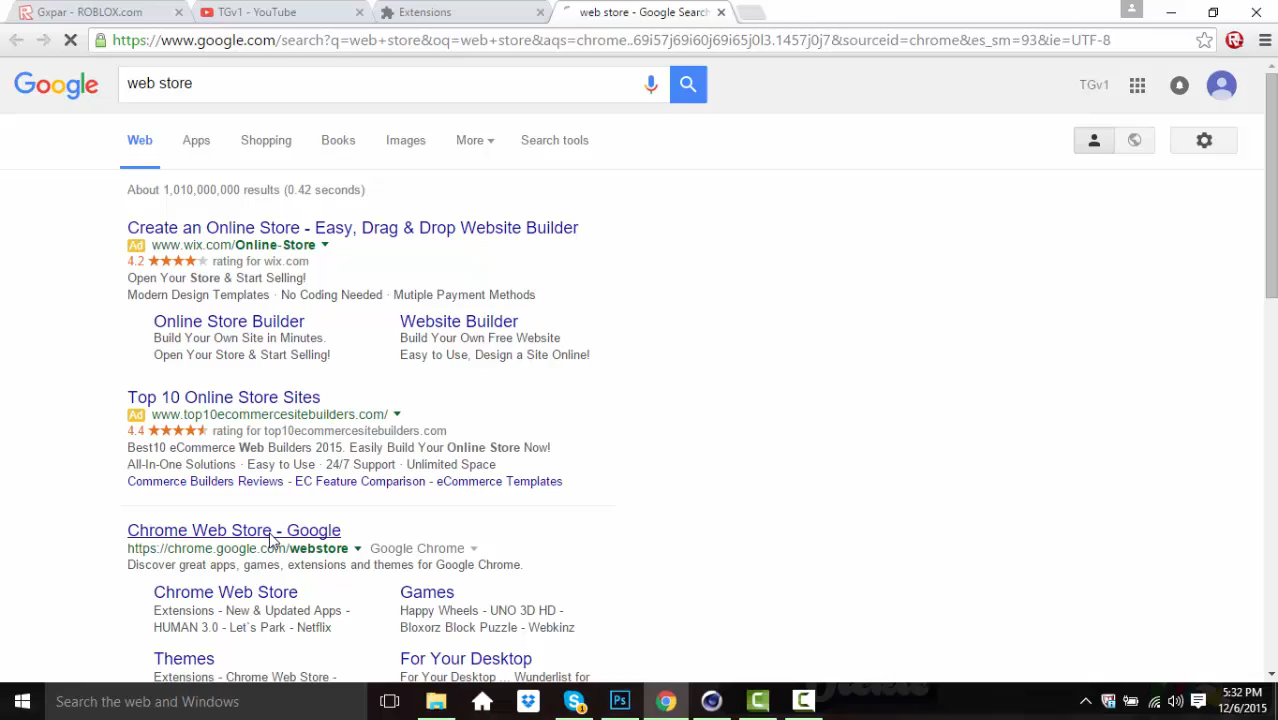 Gxpar - ROBLOX.com
TGv1 - YouTube
Extensions
web store - Google Search
https://www.google.com/search?q=web+store&oq=web+store&aqs=chrome..69i57j69i60j69i65j0l3.1457j0j7&sourceid=chrome&es_sm=93&ie=UTF-8
Google
web store
TGv1
Web Apps Shopping Books Images More Search tools
About 1,010,000,000 results (0.42 seconds)
Create an Online Store - Easy, Drag & Drop Website Builder
Ad www.wix.com/Online-Store
4.2 ★★★★★ rating for wix.com
Open Your Store & Start Selling!
Modern Design Templates · No Coding Needed · Mutiple Payment Methods
Online Store Builder
Build Your Own Site in Minutes.
Open Your Store & Start Selling!
Website Builder
Build Your Own Free Website
Easy to Use, Design a Site Online!
Top 10 Online Store Sites
Ad www.top10ecommercesitebuilders.com/
4.4 ★★★★★ rating for top10ecommercesitebuilders.com
Best10 eCommerce Web Builders 2015. Easily Build Your Online Store Now!
All-In-One Solutions · Easy to Use · 24/7 Support · Unlimited Space
Commerce Builders Reviews - EC Feature Comparison - eCommerce Templates
Chrome Web Store - Google
https://chrome.google.com/webstore Google Chrome
Discover great apps, games, extensions and themes for Google Chrome.
Chrome Web Store
Extensions - New & Updated Apps -
HUMAN 3.0 - Let`s Park - Netflix
Games
Happy Wheels - UNO 3D HD -
Bloxorz Block Puzzle - Webkinz
Themes
Extensions - Chrome Web Store -
For Your Desktop
For Your Desktop ... Wunderlist for
Search the web and Windows
5:32 PM
12/6/2015